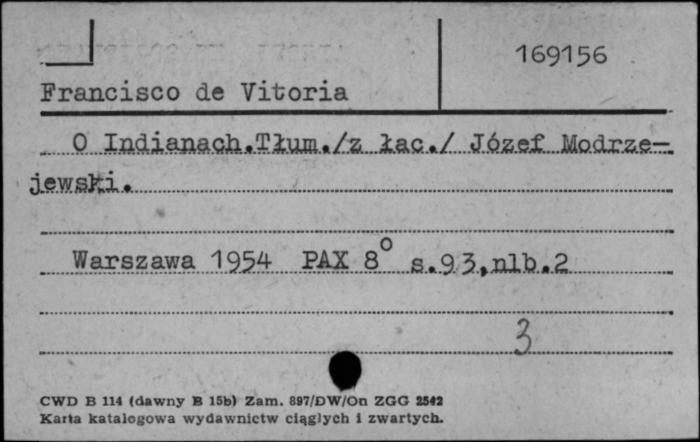 169156
Francisco de Vitoria
O Indianach.Tłum./z łac./ Józef Modrze-
jewski.
Warszawa 1954 PAX 8° s.93,nlb.2
3
CWD B 114 (dawny B 15b) Zam. 897/DW/On ZGG 2542
Karta katalogowa wydawnictw ciągłych i zwartych.